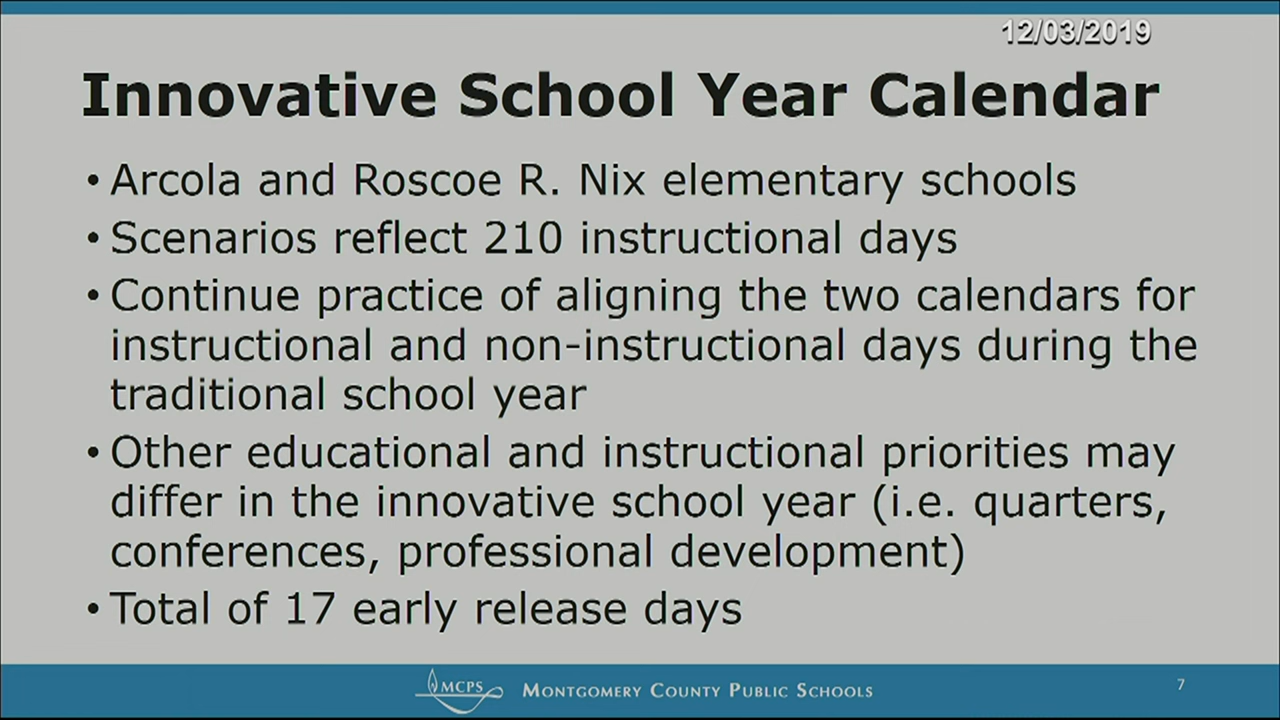 12/03/2019
Innovative School Year Calendar
• Arcola and Roscoe R. Nix elementary schools
• Scenarios reflect 210 instructional days
• Continue practice of aligning the two calendars for
instructional and non-instructional days during the
traditional school year
• Other educational and instructional priorities may
differ in the innovative school year (i.e. quarters,
conferences, professional development)
• Total of 17 early release days
MCPS MONTGOMERY COUNTY PUBLIC SCHOOLS
7